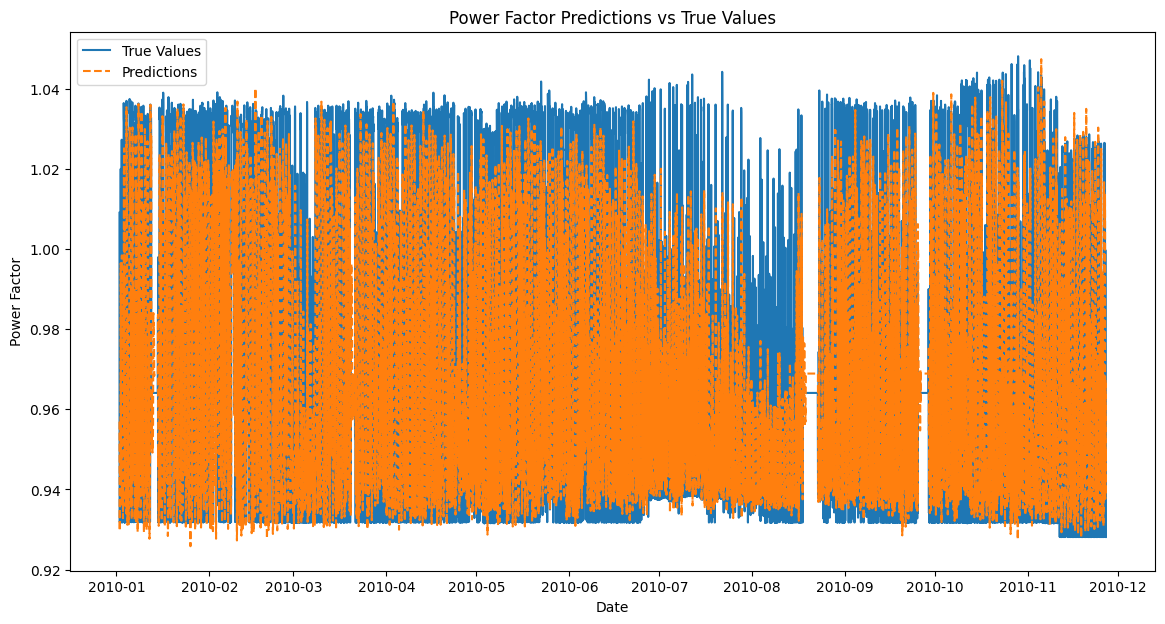 Power Factor Predictions vs True Values
True Values
Predictions
Power Factor
1.04
1.02
1.00
0.98
0.96
0.94
0.92
2010-01 2010-02 2010-03 2010-04 2010-05 2010-06 2010-07 2010-08 2010-09 2010-10 2010-11 2010-12
Date